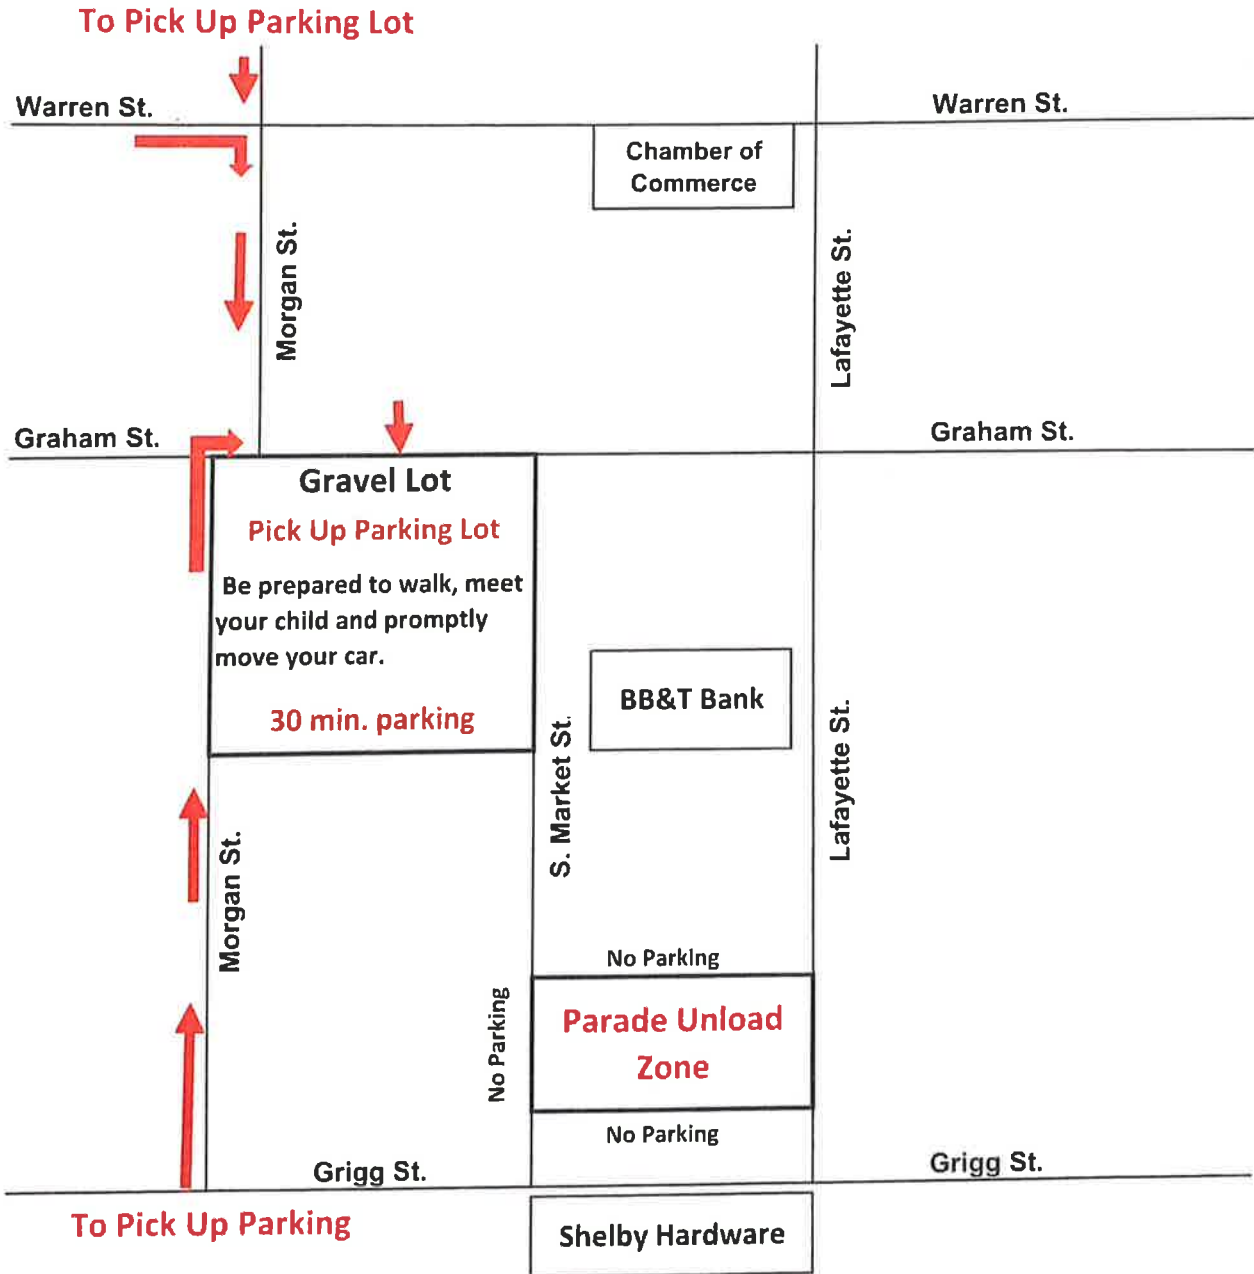 To Pick Up Parking Lot
Warren St.
Warren St.
Chamber of
Commerce
Morgan St.
Lafayette St.
Graham St.
Graham St.
Gravel Lot
Pick Up Parking Lot
Be prepared to walk, meet
your child and promptly
move your car.
30 min. parking
BB&T Bank
S. Market St.
Lafayette St.
Morgan St.
No Parking
No Parking
Parade Unload
Zone
No Parking
Grigg St.
Grigg St.
To Pick Up Parking
Shelby Hardware